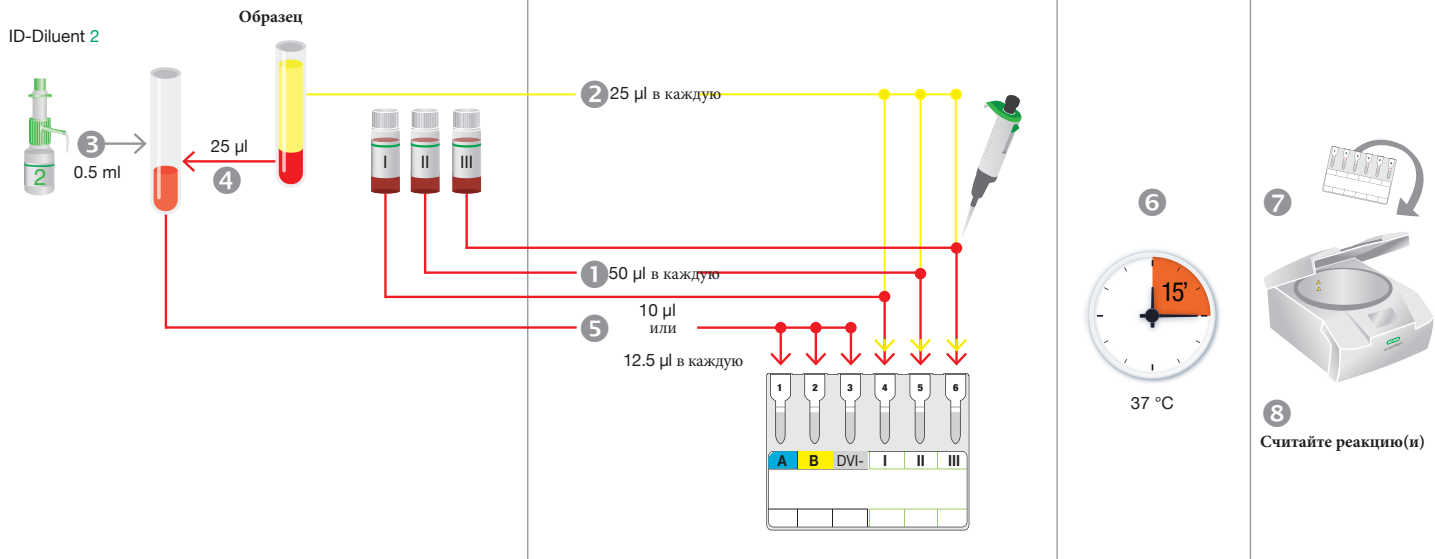 Образец
ID-Diluent 2
2
3
0.5 ml
25 µl
4
I
II
III
2 25 µl в каждую
1 50 µl в каждую
5
10 µl
или
12.5 µl в каждую
1 2 3 4 5 6
A B DVI- I II III
6
15'
37 °C
7
8
Считайте реакцию(и)